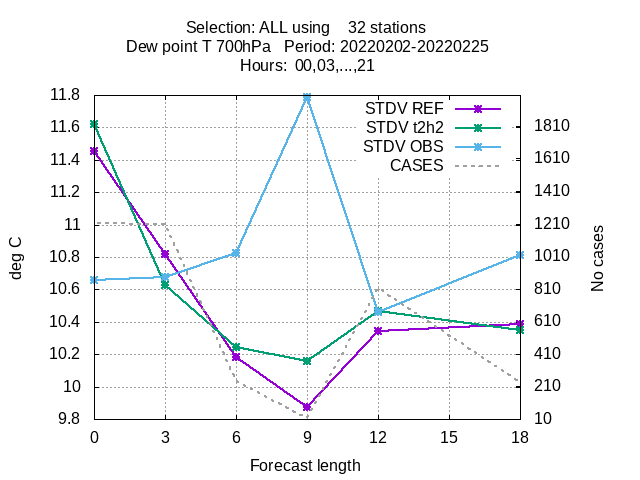 Selection: ALL using    32 stations
Dew point T 700hPa   Period: 20220202-20220225
Hours: 00,03,...,21
STDV REF
STDV t2h2
STDV OBS
CASES
11.8
11.6
11.4
11.2
11
10.8
10.6
10.4
10.2
10
9.8
deg C
1810
1610
1410
1210
1010
810
610
410
210
10
No cases
0 3 6 9 12 15 18
Forecast length